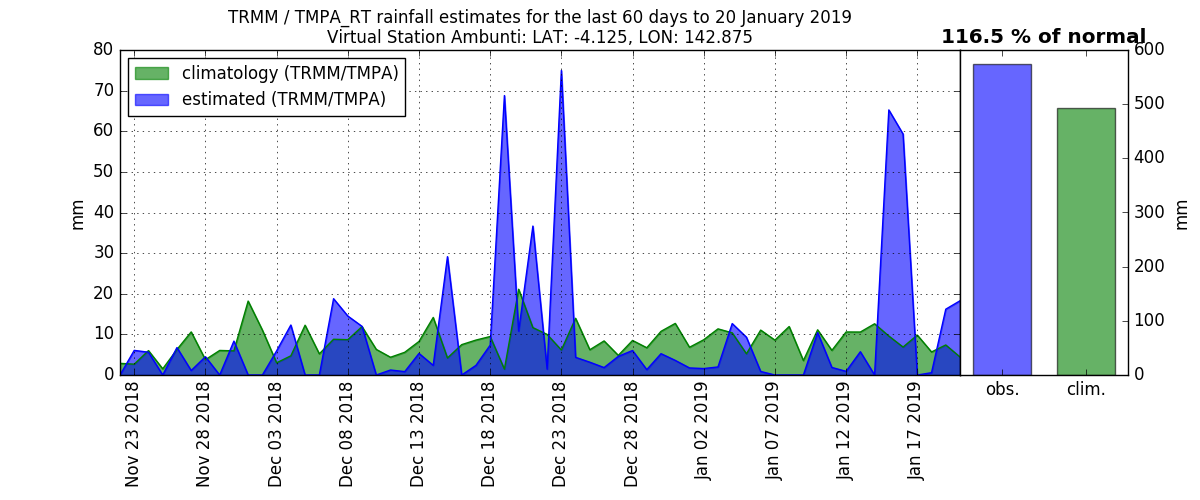 TRMM / TMPA_RT rainfall estimates for the last 60 days to 20 January 2019
Virtual Station Ambunti: LAT: -4.125, LON: 142.875
116.5 % of normal
climatology (TRMM/TMPA)
estimated (TRMM/TMPA)
80
70
60
50
40
30
20
10
0
mm
Nov 23 2018
Nov 28 2018
Dec 03 2018
Dec 08 2018
Dec 13 2018
Dec 18 2018
Dec 23 2018
Dec 28 2018
Jan 02 2019
Jan 07 2019
Jan 12 2019
Jan 17 2019
600
500
400
300
200
100
0
mm
obs.
clim.